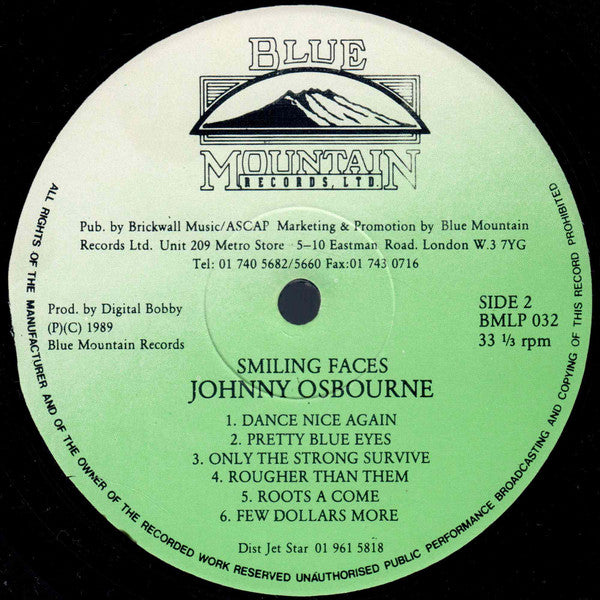 BLUE
MOUNTAIN
RECORDS, LTD.
Pub. by Brickwall Music/ASCAP Marketing & Promotion by Blue Mountain
Records Ltd. Unit 209 Metro Store 5-10 Eastman Road. London W.3 7YG
Tel: 01 740 5682/5660 Fax:01 743 0716
Prod. by Digital Bobby
(P)(C) 1989
Blue Mountain Records
SIDE 2
BMLP 032
33 ⅓ rpm
SMILING FACES
JOHNNY OSBOURNE
1. DANCE NICE AGAIN
2. PRETTY BLUE EYES
3. ONLY THE STRONG SURVIVE
4. ROUGHER THAN THEM
5. ROOTS A COME
6. FEW DOLLARS MORE
Dist Jet Star 01 961 5818
ALL RIGHTS OF THE MANUFACTURER AND OF THE OWNER OF THE RECORDED WORK RESERVED UNAUTHORISED PUBLIC PERFORMANCE BROADCASTING AND COPYING OF THIS RECORD PROHIBITED